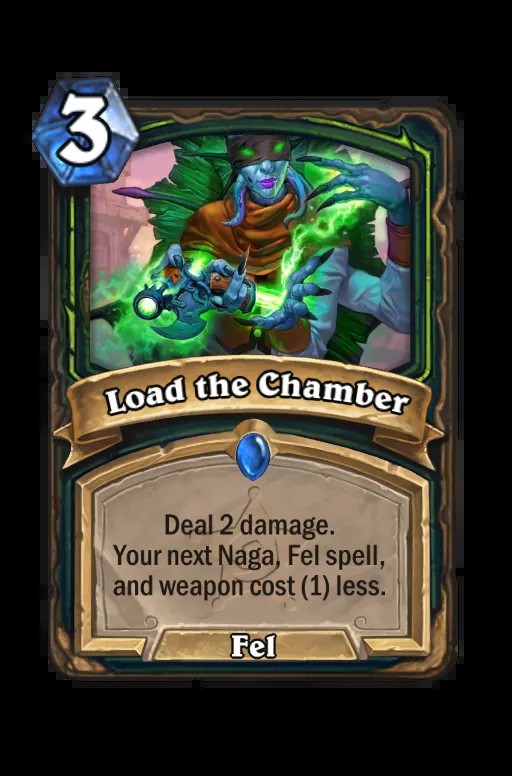 3
Load the Chamber
Deal 2 damage.
Your next Naga, Fel spell,
and weapon cost (1) less.
Fel